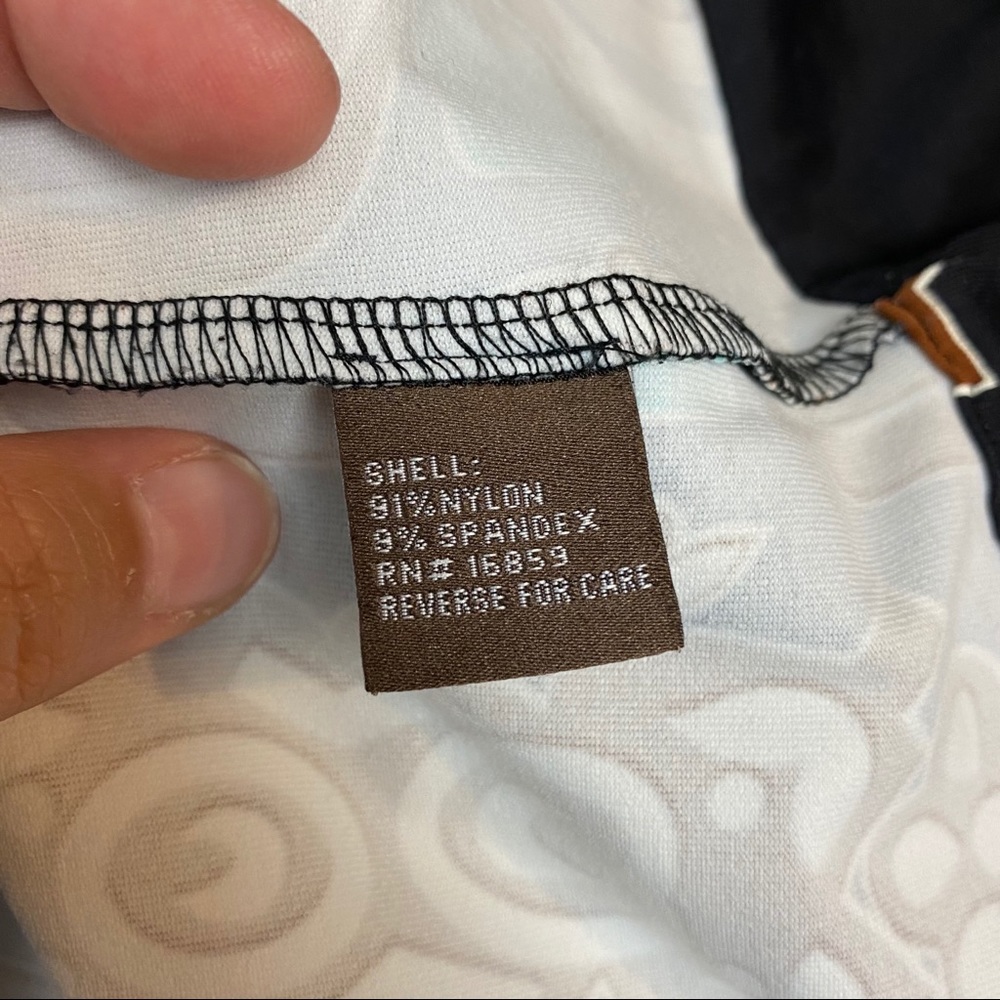 SHELL:
91%NYLON
9% SPANDEX
RN# 16859
REVERSE FOR CARE